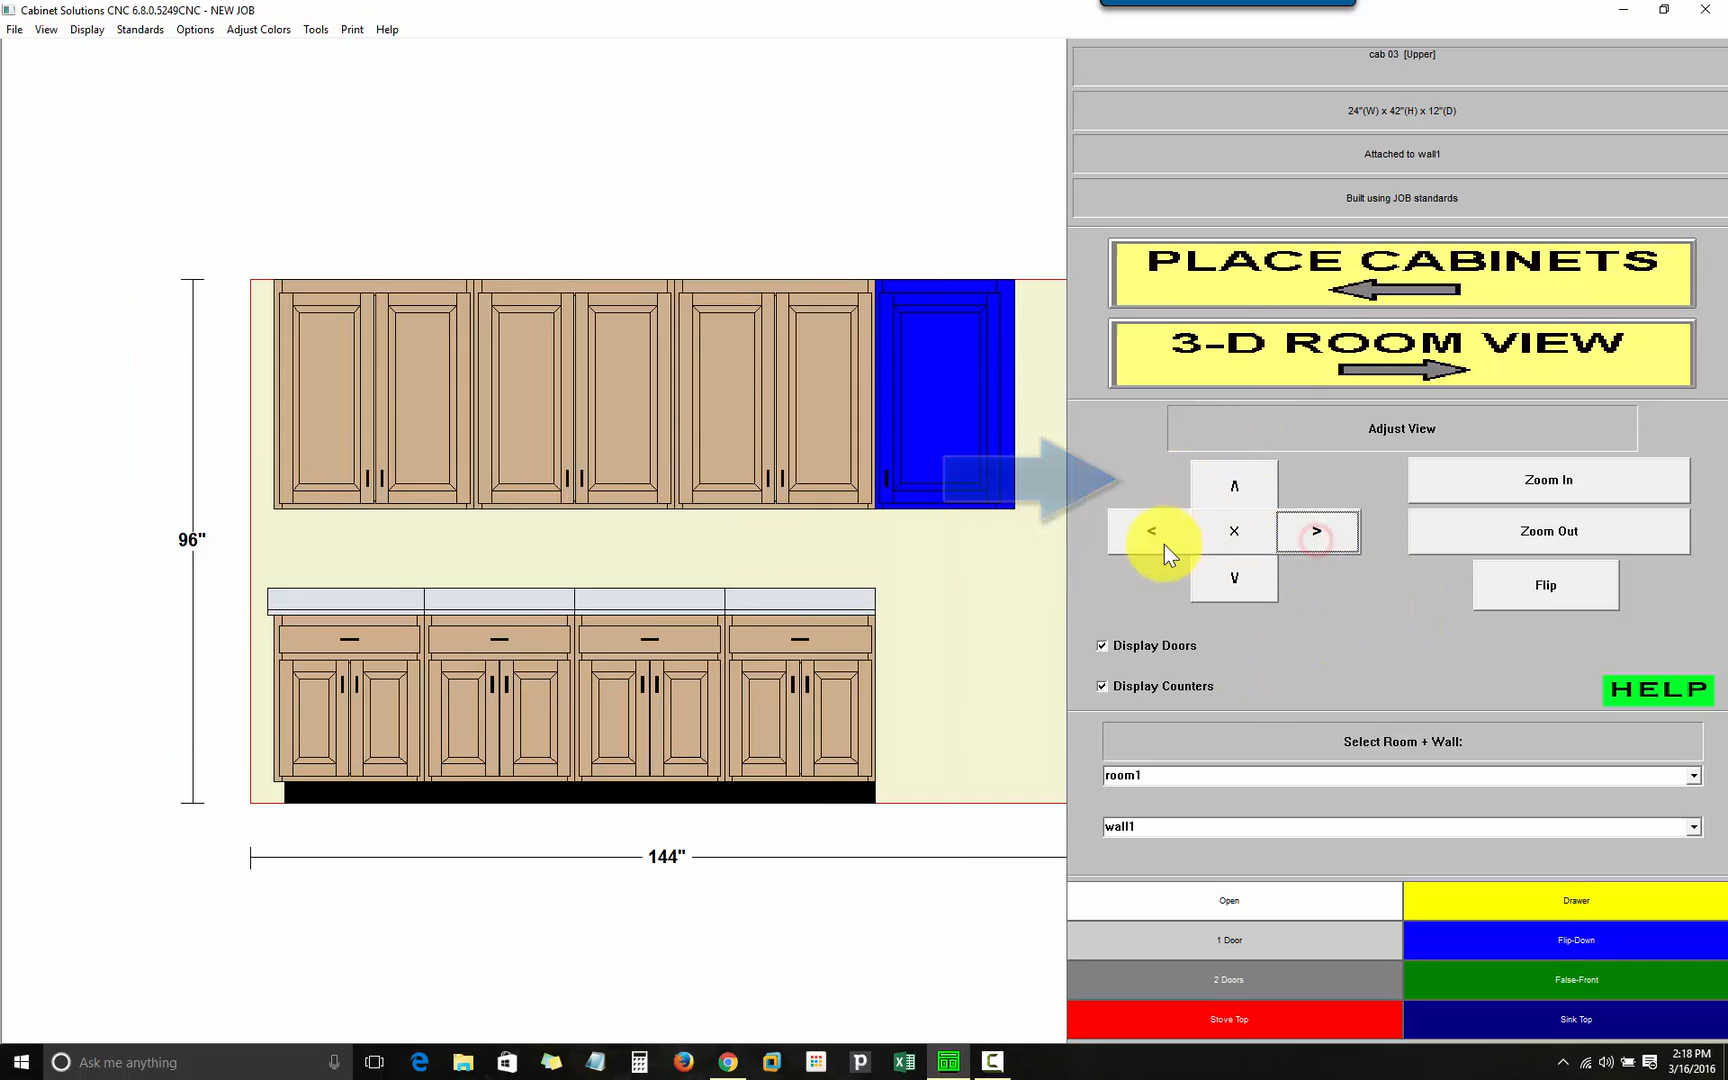 Cabinet Solutions CNC 6.8.0.5249CNC - NEW JOB
File View Display Standards Options Adjust Colors Tools Print Help
cab 03 [Upper]
24"(W) x 42"(H) x 12"(D)
Attached to wall1
Built using JOB standards
PLACE CABINETS
3-D ROOM VIEW
Adjust View
Λ
< X >
V
Zoom In
Zoom Out
Flip
Display Doors
Display Counters
HELP
Select Room + Wall:
room1
wall1
96"
144"
Open Drawer
1 Door Flip-Down
2 Doors False-Front
Stove Top Sink Top
Ask me anything
2:18 PM
3/16/2016